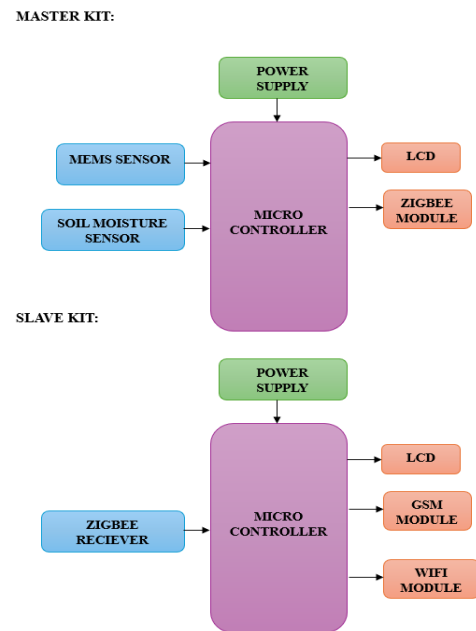 MASTER KIT:
POWER
SUPPLY
MEMS SENSOR
SOIL MOISTURE
SENSOR
MICRO
CONTROLLER
LCD
ZIGBEE
MODULE
SLAVE KIT:
POWER
SUPPLY
ZIGBEE
RECIEVER
MICRO
CONTROLLER
LCD
GSM
MODULE
WIFI
MODULE